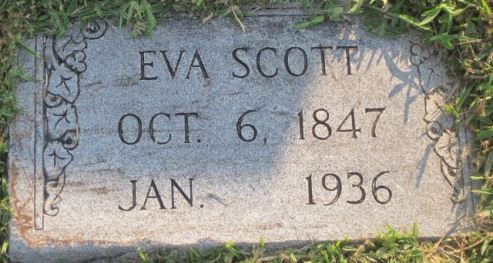 EVA SCOTT
OCT. 6, 1847
JAN. 1936